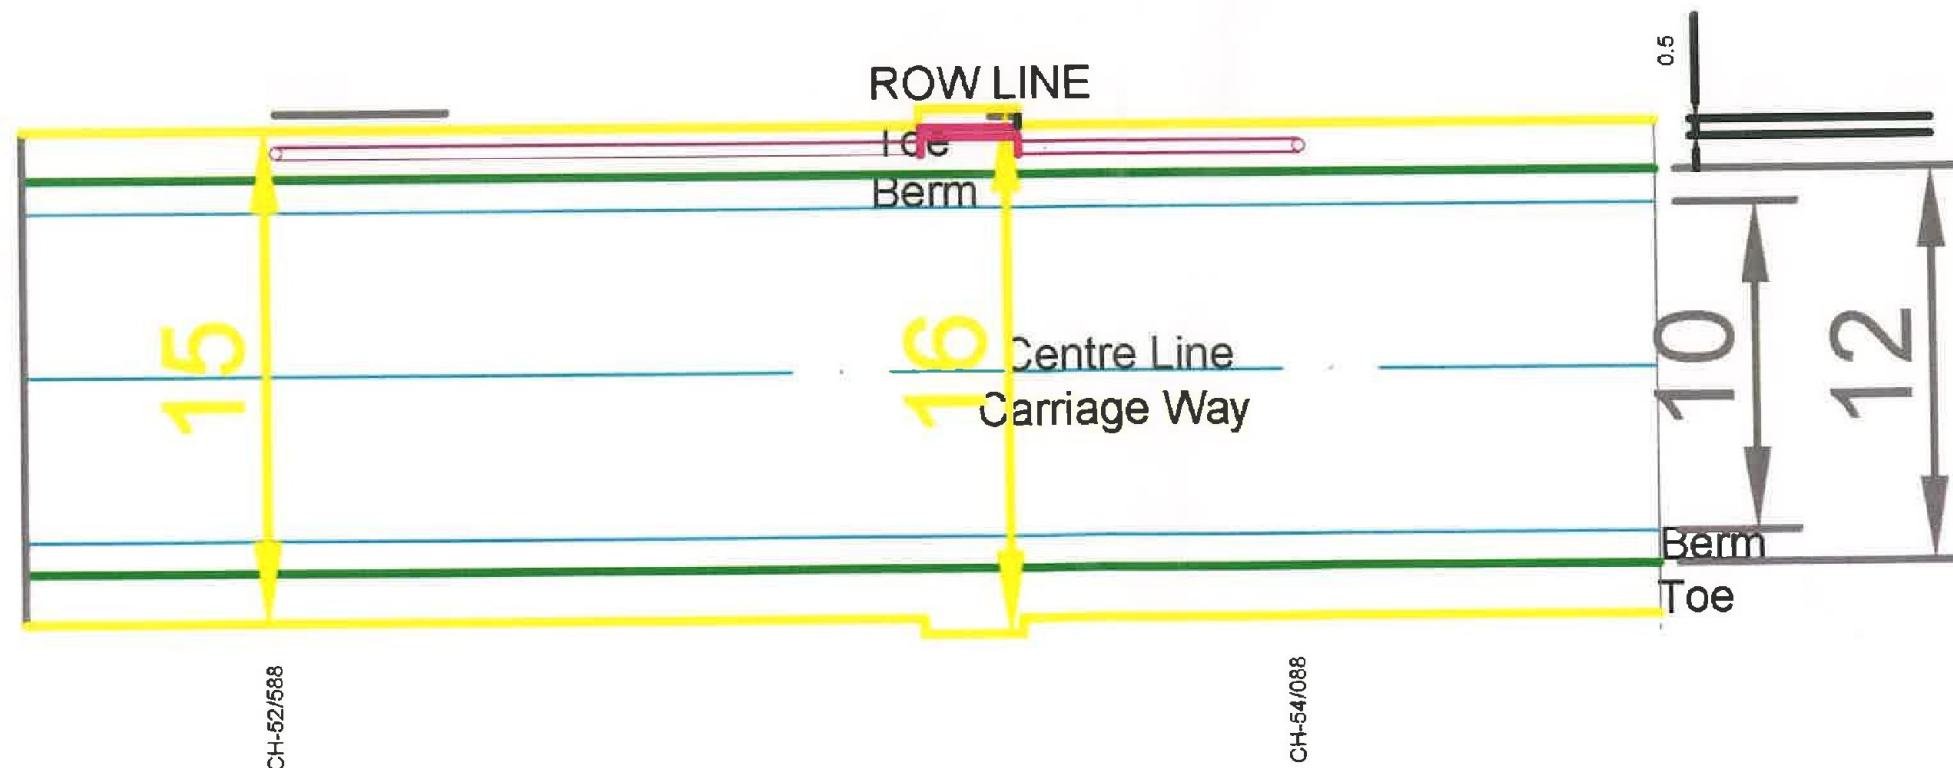 0.5
ROW LINE
Toe
Berm
15
16
Centre Line
Carriage Way
10
12
Berm
Toe
CH-52/588
CH-54/088